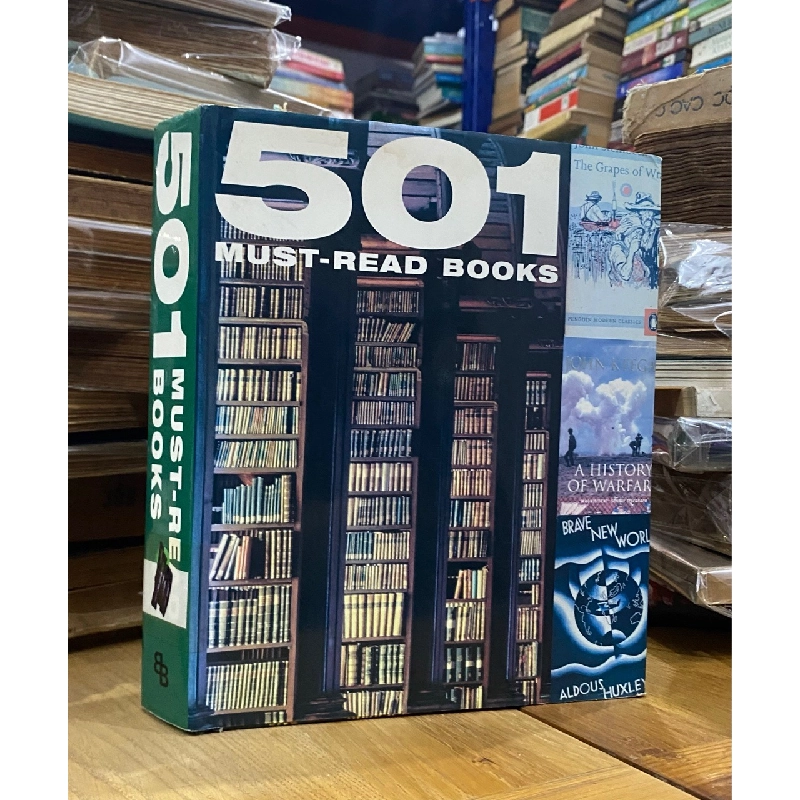 501
MUST-READ BOOKS
501
MUST-RE
BOOKS
The Grapes of Wr
A HISTORY
OF WARFAR
BRAVE NEW WORL
ALDOUS HUXLEY